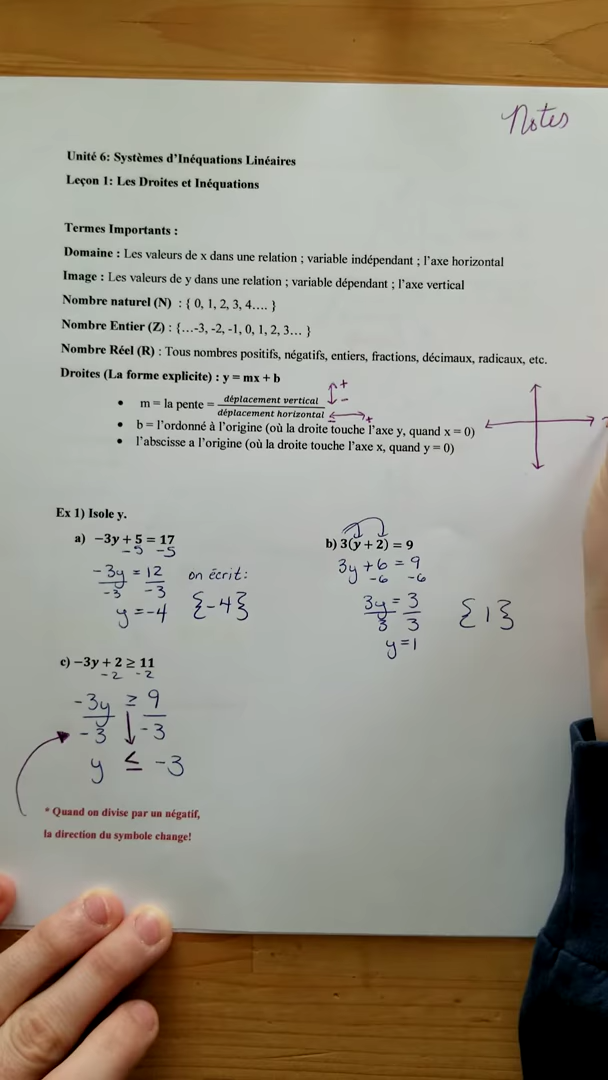 Notes
Unité 6: Systèmes d'Inéquations Linéaires
Leçon 1: Les Droites et Inéquations
Termes Importants :
Domaine : Les valeurs de x dans une relation ; variable indépendant ; l'axe horizontal
Image : Les valeurs de y dans une relation ; variable dépendant ; l'axe vertical
Nombre naturel (N) : { 0, 1, 2, 3, 4…. }
Nombre Entier (Z) : {…-3, -2, -1, 0, 1, 2, 3… }
Nombre Réel (R) : Tous nombres positifs, négatifs, entiers, fractions, décimaux, radicaux, etc.
Droites (La forme explicite) : y = mx + b
• m = la pente = déplacement vertical + -
déplacement horizontal - +
• b = l'ordonné à l'origine (où la droite touche l'axe y, quand x = 0)
• l'abscisse a l'origine (où la droite touche l'axe x, quand y = 0)
Ex 1) Isole y.
a) −3y + 5 = 17
-5 -5
-3y = 12
-3 -3
on écrit:
y = -4 {-4}
b) 3(y + 2) = 9
3y + 6 = 9
-6 -6
3y = 3
3 3
{1}
y = 1
c) −3y + 2 ≥ 11
-2 -2
-3y ≥ 9
-3 -3
y ≤ -3
* Quand on divise par un négatif,
la direction du symbole change!